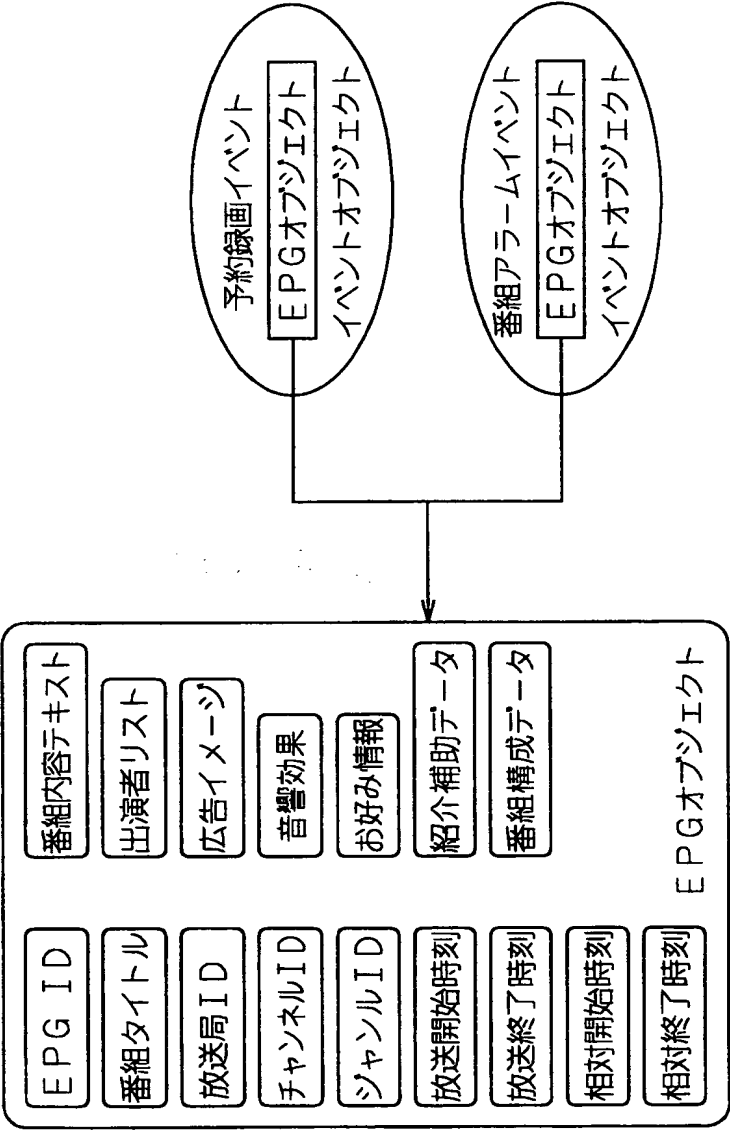 EPG ID
番組タイトル
放送局ID
チャンネルID
ジャンルID
放送開始時刻
放送終了時刻
相対開始時刻
相対終了時刻
番組内容テキスト
出演者リスト
広告イメージ
音響効果
お好み情報
紹介補助データ
番組構成データ
EPGオブジェクト
予約録画イベント
EPGオブジェクト
イベントオブジェクト
番組アラームイベント
EPGオブジェクト
イベントオブジェクト